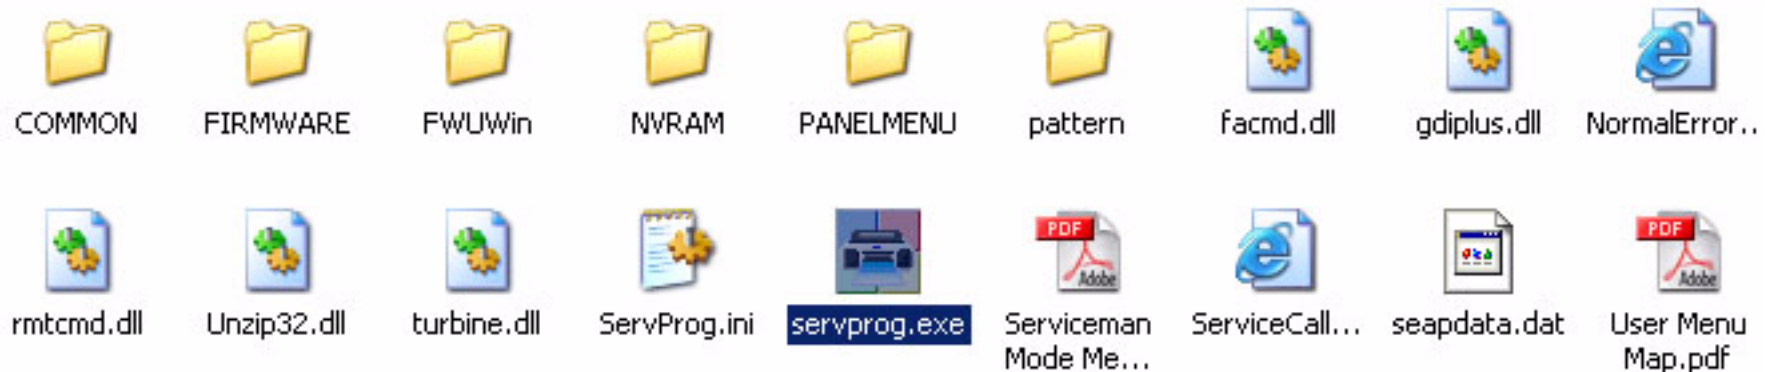 COMMON FIRMWARE FWUWin NVRAM PANELMENU pattern facmd.dll gdiplus.dll NormalError..
PDF PDF
Adobe Adobe
rmtcmd.dll Unzip32.dll turbine.dll ServProg.ini servprog.exe Serviceman ServiceCall... seapdata.dat User Menu
Mode Me... Map.pdf